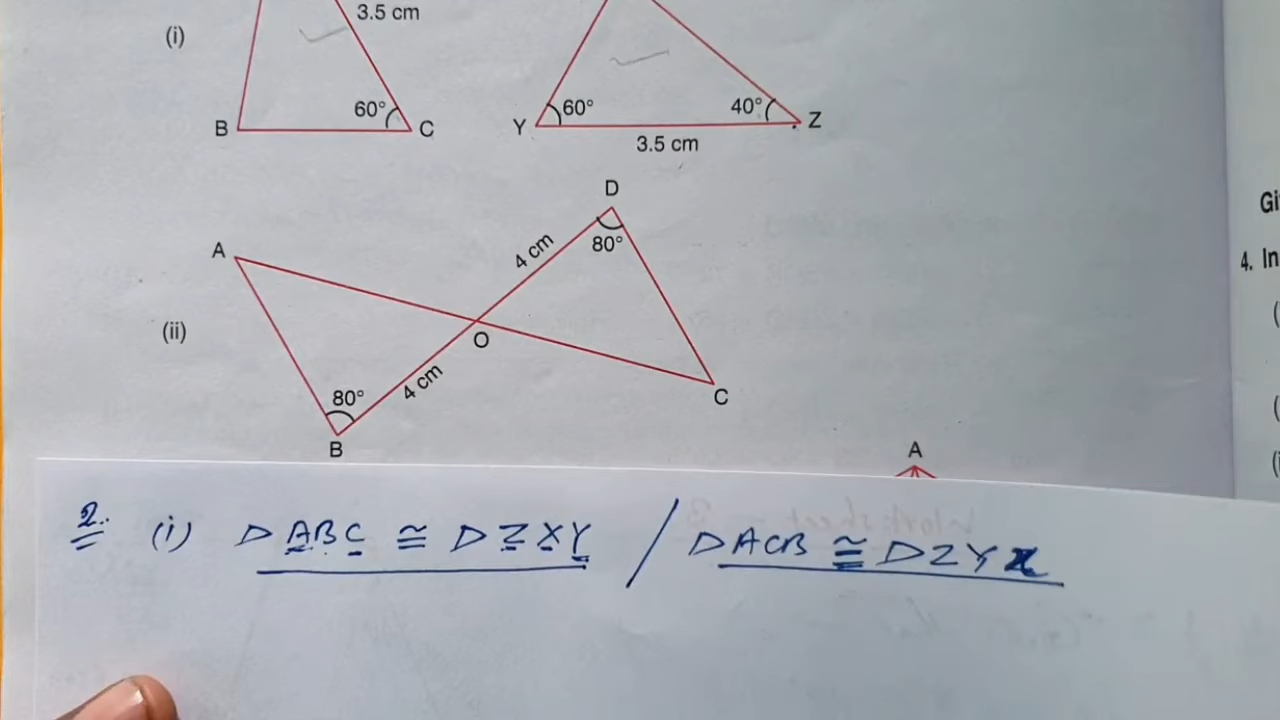 3.5 cm
(i)
60°
B
C
Y
60°
40°
Z
3.5 cm
D
A
4 cm
80°
(ii)
O
4 cm
80°
C
B
A
Gi
4. In
(
(
(i
2. (i) △ABC ≅ △ZXY / △ACB ≅ △ZYX